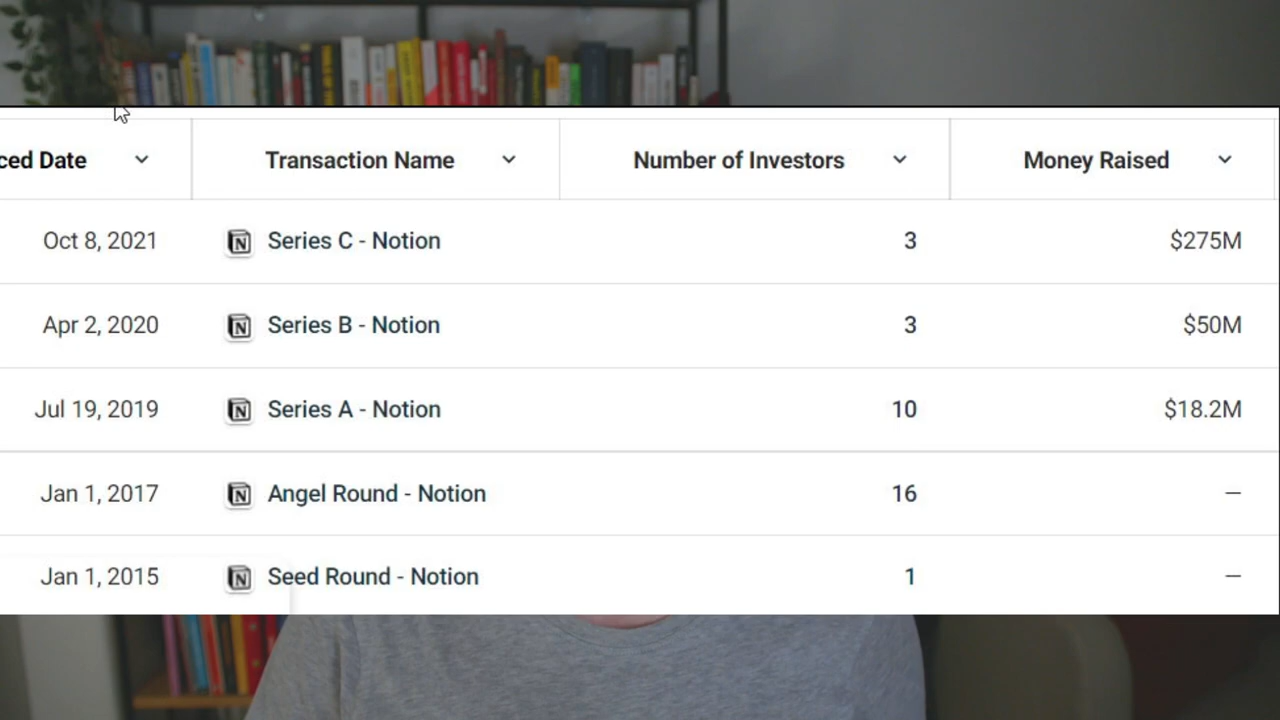 ced Date Transaction Name Number of Investors Money Raised
Oct 8, 2021 Series C - Notion 3 $275M
Apr 2, 2020 Series B - Notion 3 $50M
Jul 19, 2019 Series A - Notion 10 $18.2M
Jan 1, 2017 Angel Round - Notion 16 —
Jan 1, 2015 Seed Round - Notion 1 —